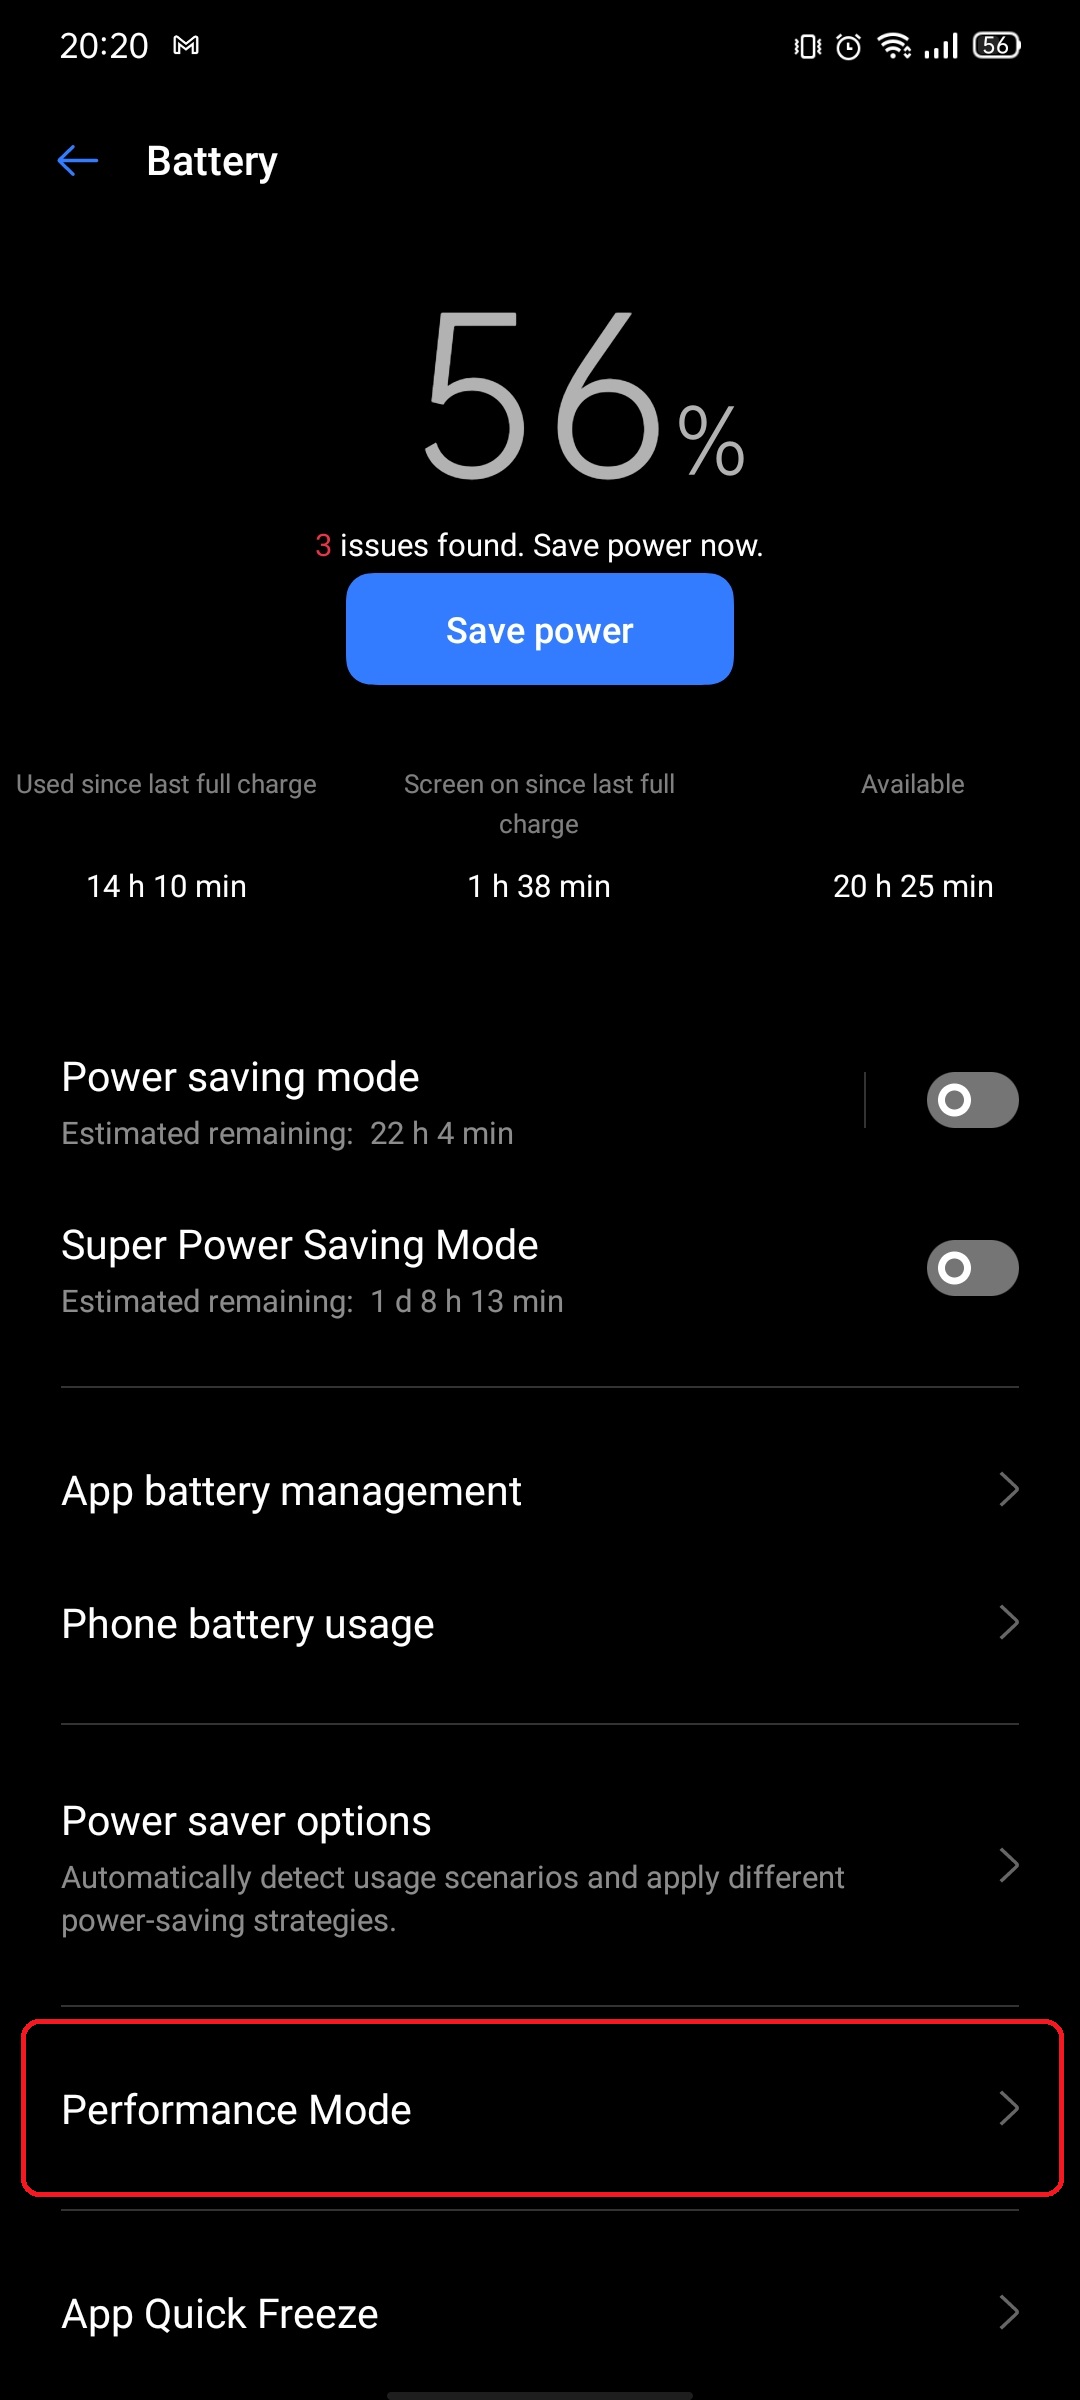 20:20
56
Battery
56%
3 issues found. Save power now.
Save power
Used since last full charge
14 h 10 min
Screen on since last full
charge
1 h 38 min
Available
20 h 25 min
Power saving mode
Estimated remaining:  22 h 4 min
Super Power Saving Mode
Estimated remaining:  1 d 8 h 13 min
App battery management
Phone battery usage
Power saver options
Automatically detect usage scenarios and apply different
power-saving strategies.
Performance Mode
App Quick Freeze